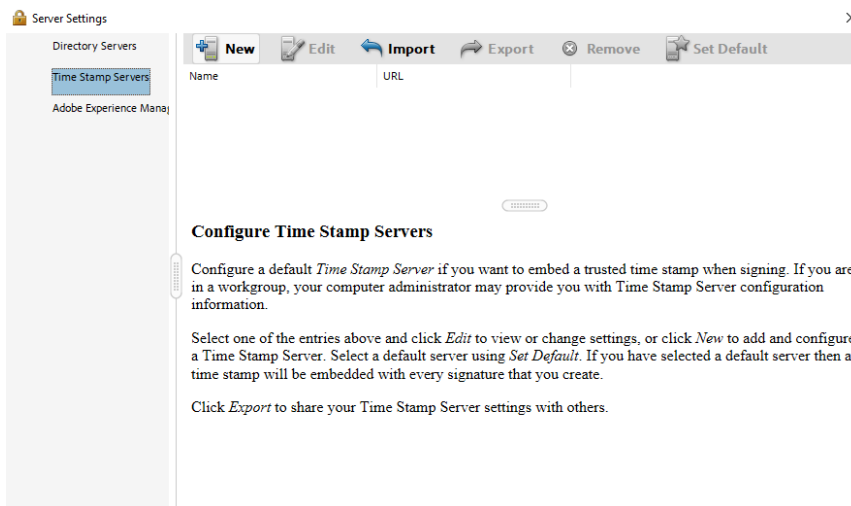 Server Settings
Directory Servers
Time Stamp Servers
Adobe Experience Manag
New Edit Import Export Remove Set Default
Name URL
Configure Time Stamp Servers
Configure a default Time Stamp Server if you want to embed a trusted time stamp when signing. If you are
in a workgroup, your computer administrator may provide you with Time Stamp Server configuration
information.
Select one of the entries above and click Edit to view or change settings, or click New to add and configure
a Time Stamp Server. Select a default server using Set Default. If you have selected a default server then a
time stamp will be embedded with every signature that you create.
Click Export to share your Time Stamp Server settings with others.